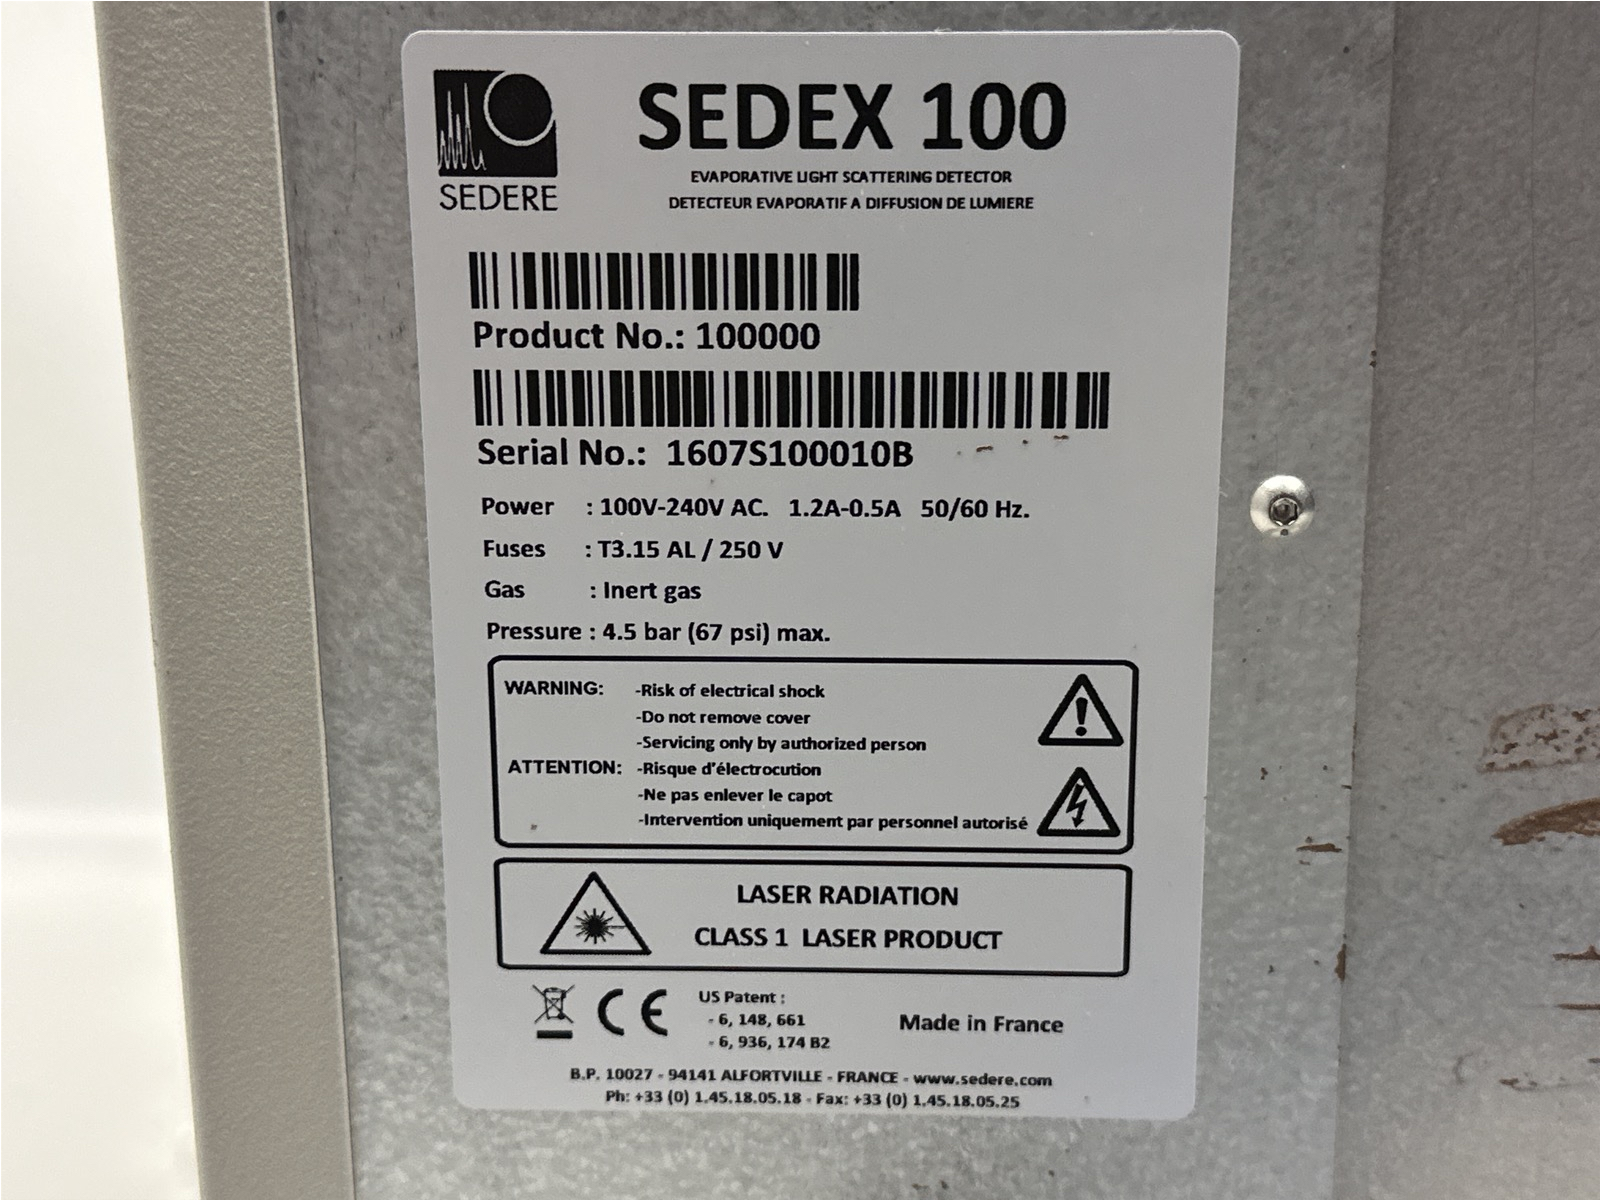 SEDERE
SEDEX 100
EVAPORATIVE LIGHT SCATTERING DETECTOR
DETECTEUR EVAPORATIF A DIFFUSION DE LUMIERE
Product No.: 100000
Serial No.: 1607S100010B
Power : 100V-240V AC. 1.2A-0.5A 50/60 Hz.
Fuses : T3.15 AL / 250 V
Gas : Inert gas
Pressure : 4.5 bar (67 psi) max.
WARNING: -Risk of electrical shock
-Do not remove cover
-Servicing only by authorized person
ATTENTION: -Risque d'électrocution
-Ne pas enlever le capot
-Intervention uniquement par personnel autorisé
LASER RADIATION
CLASS 1 LASER PRODUCT
CE
US Patent :
- 6, 148, 661
- 6, 936, 174 B2
Made in France
B.P. 10027 - 94141 ALFORTVILLE - FRANCE - www.sedere.com
Ph: +33 (0) 1.45.18.05.18 - Fax: +33 (0) 1.45.18.05.25